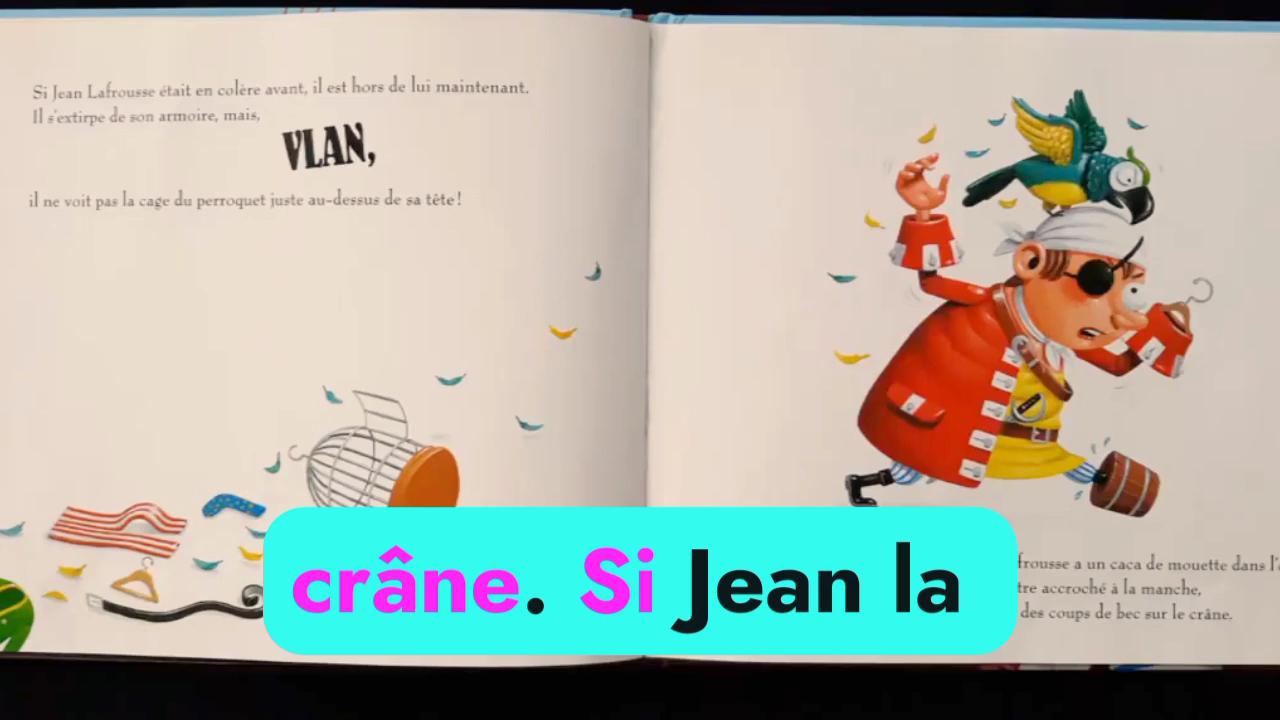 Si Jean Lafrousse était en colère avant, il est hors de lui maintenant.
Il s'extirpe de son armoire, mais,
VLAN,
il ne voit pas la cage du perroquet juste au-dessus de sa tête !
frousse a un caca de mouette dans l'
tre accroché à la manche,
des coups de bec sur le crâne.
crâne. Si Jean la